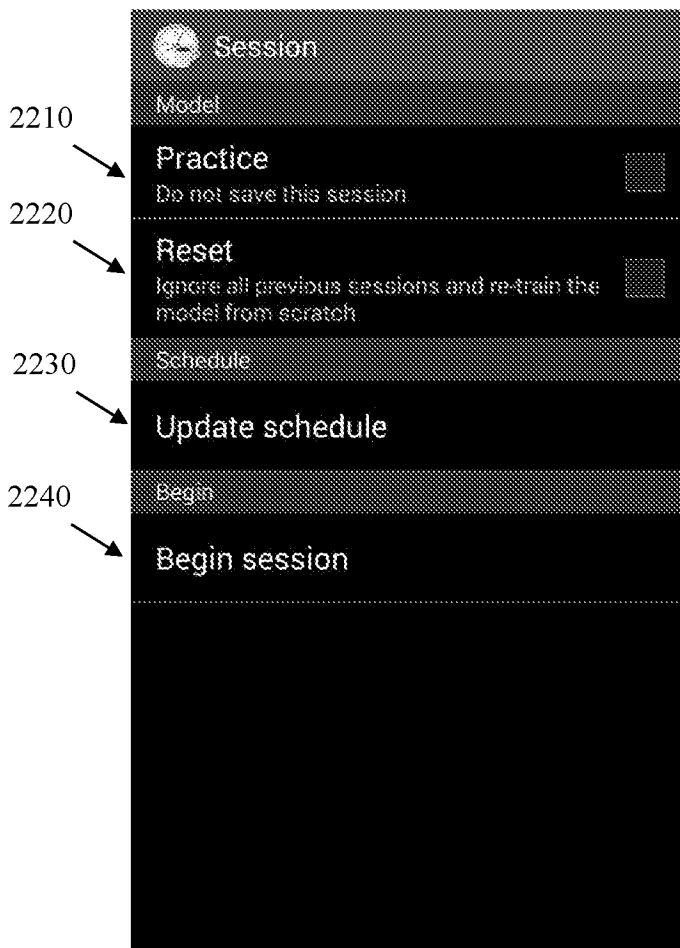 Session
Model
2210
Practice
Do not save this session
2220
Reset
Ignore all previous sessions and re-train the
model from scratch
2230
Schedule
Update schedule
2240
Begin
Begin session